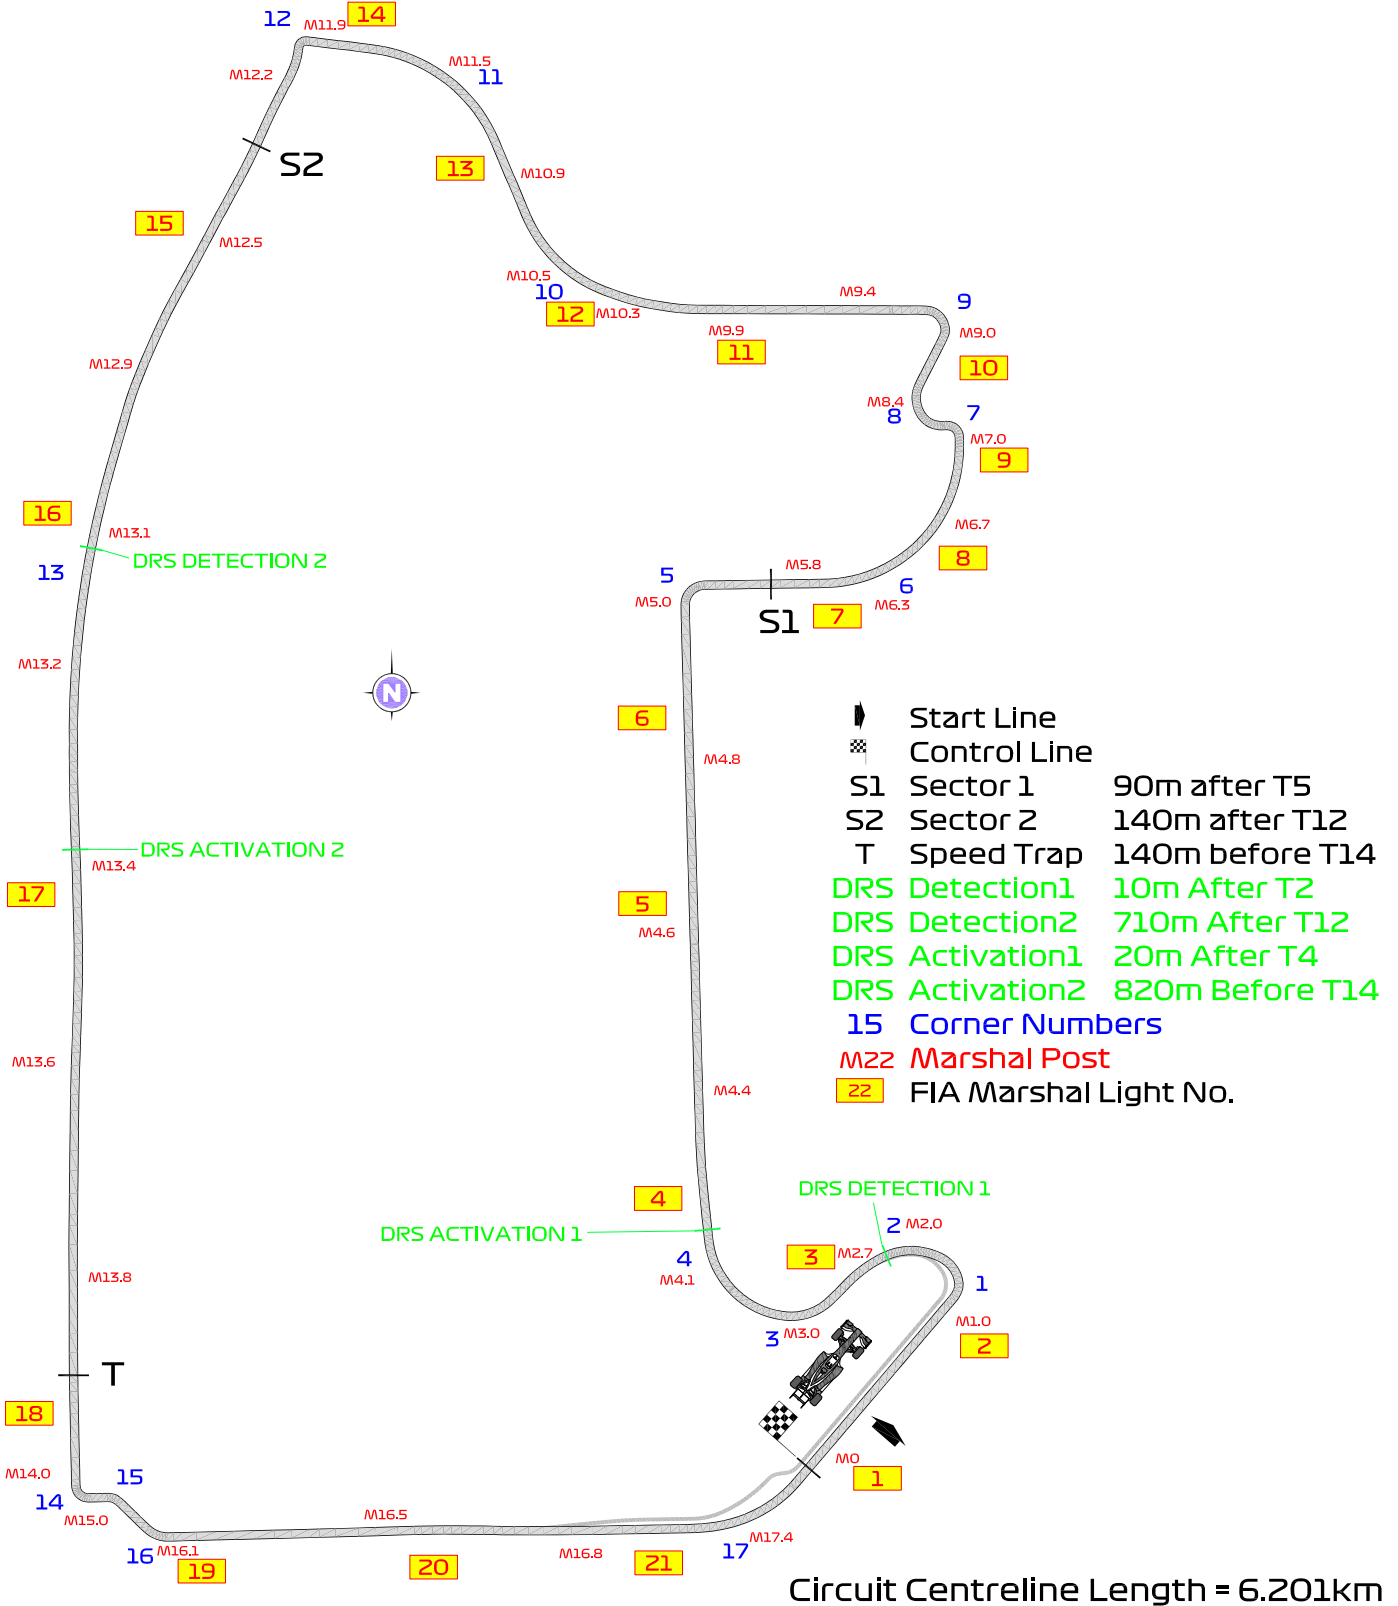 12
M11.9
14
M12.2
M11.5
11
S2
13
M10.9
15
M12.5
M10.5
10
12
M10.3
M9.4
9
M9.9
11
M9.0
10
M12.9
M8.4
8
7
M7.0
9
16
M13.1
DRS DETECTION 2
13
M6.7
8
5
M5.0
M5.8
S1
7
6
M6.3
M13.2
N
6
M4.8
Start Line
Control Line
S1 Sector 1 90m after T5
S2 Sector 2 140m after T12
T Speed Trap 140m before T14
DRS Detection1 10m After T2
DRS Detection2 710m After T12
DRS Activation1 20m After T4
DRS Activation2 820m Before T14
15 Corner Numbers
M22 Marshal Post
22 FIA Marshal Light No.
DRS ACTIVATION 2
M13.4
17
5
M4.6
M13.6
M4.4
4
DRS DETECTION 1
DRS ACTIVATION 1
2
M2.0
3
M2.7
4
M4.1
1
M13.8
M1.0
2
3
M3.0
T
18
M0
1
M14.0
14
15
M15.0
M16.5
16
M16.1
19
20
M16.8
21
17
M17.4
Circuit Centreline Length = 6.201km